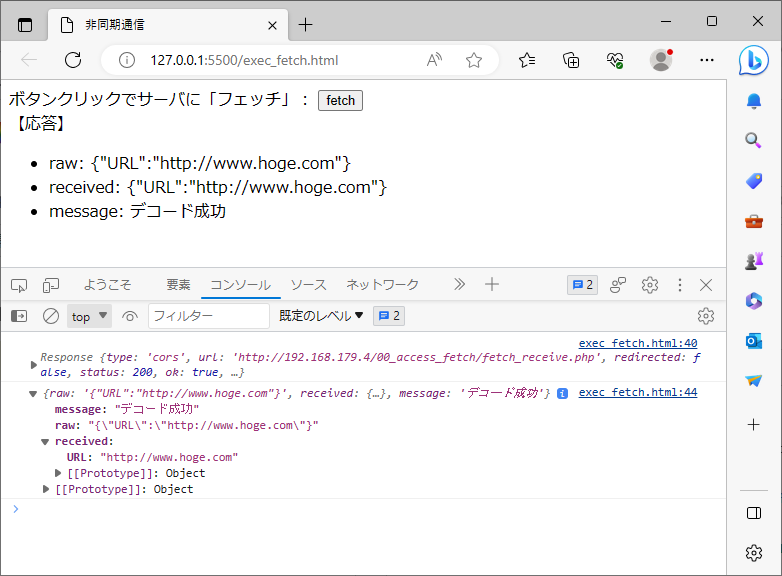 非同期通信
127.0.0.1:5500/exec_fetch.html
ボタンクリックでサーバに「フェッチ」： fetch
【応答】
• raw: {"URL":"http://www.hoge.com"}
• received: {"URL":"http://www.hoge.com"}
• message: デコード成功
ようこそ 要素 コンソール ソース ネットワーク 2
top フィルター 既定のレベル 2
exec_fetch.html:40
Response {type: 'cors', url: 'http://192.168.179.4/00_access_fetch/fetch_receive.php', redirected: f
alse, status: 200, ok: true, …}
{raw: '{"URL":"http://www.hoge.com"}', received: {…}, message: 'デコード成功'} i exec_fetch.html:44
message: "デコード成功"
raw: "{\"URL\":\"http://www.hoge.com\"}"
received:
URL: "http://www.hoge.com"
[[Prototype]]: Object
[[Prototype]]: Object